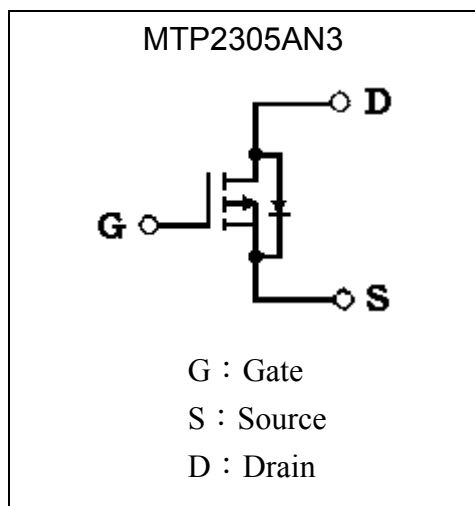 MTP2305AN3
D
G
S
G：Gate
S：Source
D：Drain